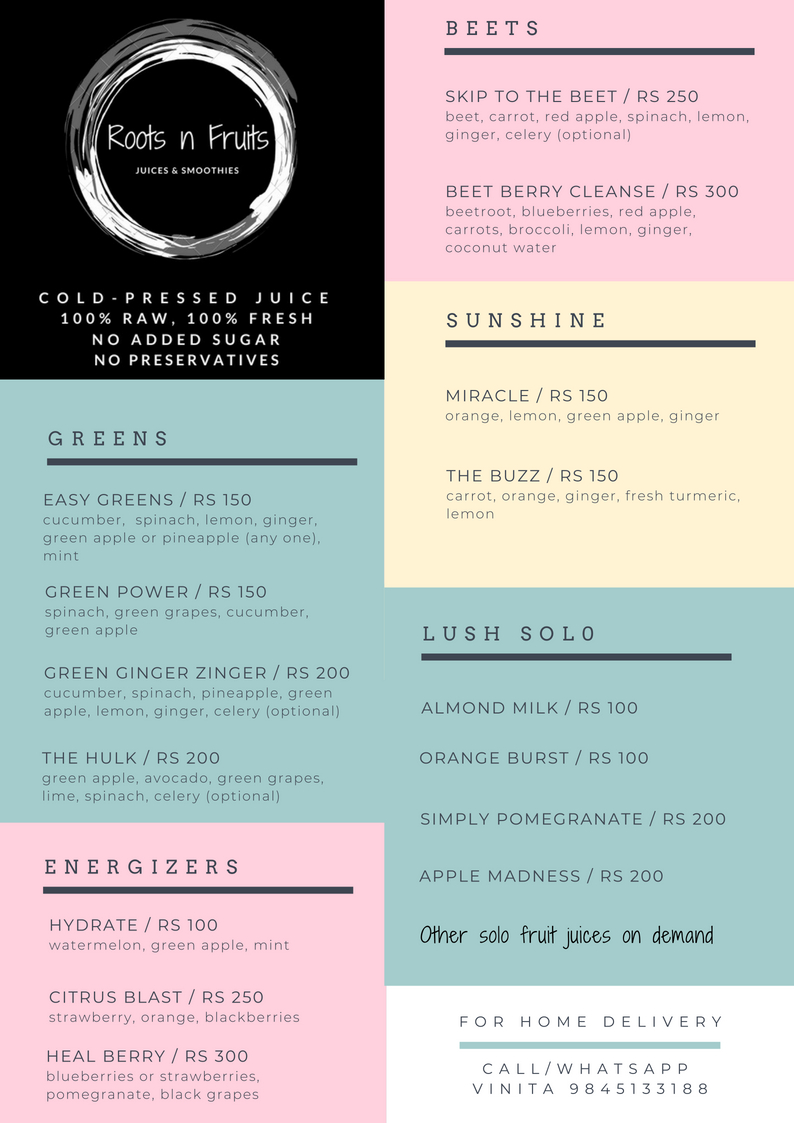 Roots n Fruits
JUICES & SMOOTHIES
COLD-PRESSED JUICE
100% RAW, 100% FRESH
NO ADDED SUGAR
NO PRESERVATIVES
GREENS
EASY GREENS / RS 150
cucumber, spinach, lemon, ginger,
green apple or pineapple (any one),
mint
GREEN POWER / RS 150
spinach, green grapes, cucumber,
green apple
GREEN GINGER ZINGER / RS 200
cucumber, spinach, pineapple, green
apple, lemon, ginger, celery (optional)
THE HULK / RS 200
green apple, avocado, green grapes,
lime, spinach, celery (optional)
ENERGIZERS
HYDRATE / RS 100
watermelon, green apple, mint
CITRUS BLAST / RS 250
strawberry, orange, blackberries
HEAL BERRY / RS 300
blueberries or strawberries,
pomegranate, black grapes
BEETS
SKIP TO THE BEET / RS 250
beet, carrot, red apple, spinach, lemon,
ginger, celery (optional)
BEET BERRY CLEANSE / RS 300
beetroot, blueberries, red apple,
carrots, broccoli, lemon, ginger,
coconut water
SUNSHINE
MIRACLE / RS 150
orange, lemon, green apple, ginger
THE BUZZ / RS 150
carrot, orange, ginger, fresh turmeric,
lemon
LUSH SOL0
ALMOND MILK / RS 100
ORANGE BURST / RS 100
SIMPLY POMEGRANATE / RS 200
APPLE MADNESS / RS 200
Other solo fruit juices on demand
FOR HOME DELIVERY
CALL/WHATSAPP
VINITA 9845133188